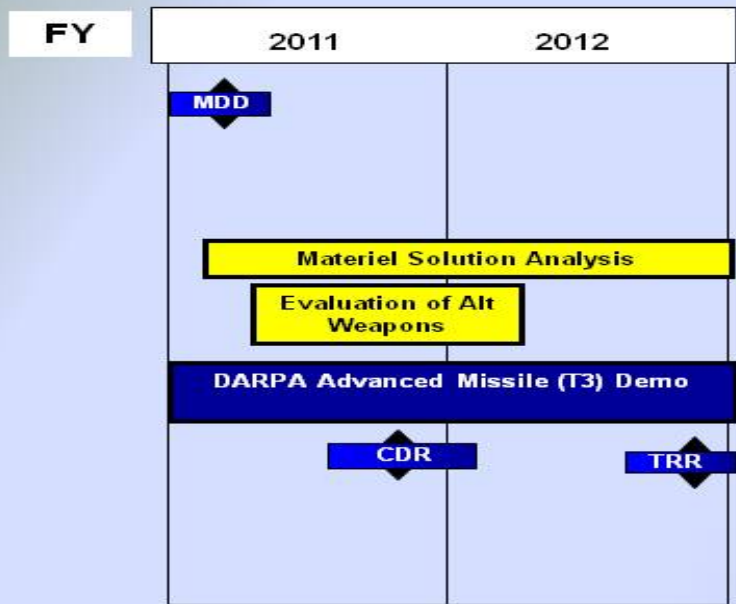 FY
2011
2012
MDD
Materiel Solution Analysis
Evaluation of Alt
Weapons
DARPA Advanced Missile (T3) Demo
CDR
TRR